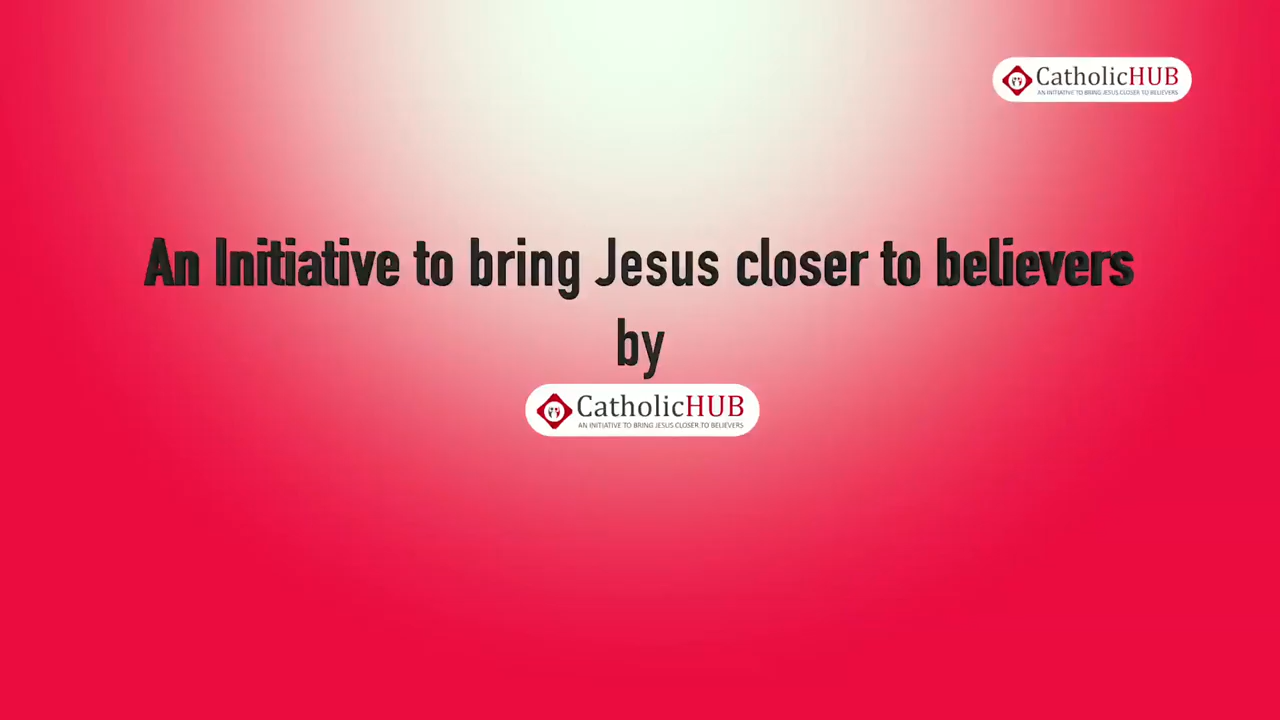 CatholicHUB
AN INITIATIVE TO BRING JESUS CLOSER TO BELIEVERS
An Initiative to bring Jesus closer to believers
by
CatholicHUB
AN INITIATIVE TO BRING JESUS CLOSER TO BELIEVERS